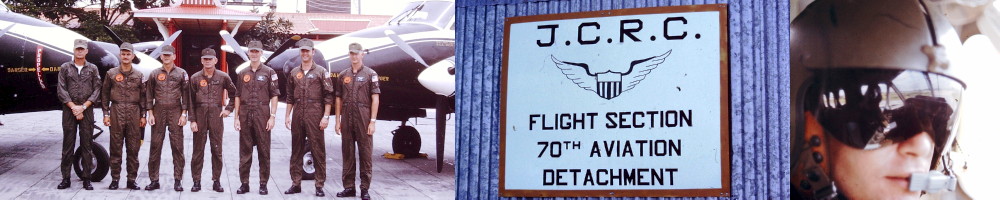 J.C.R.C.
FLIGHT SECTION
70TH AVIATION
DETACHMENT